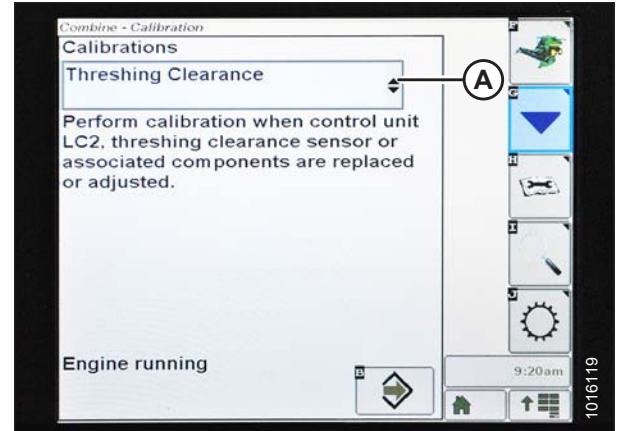 Combine - Calibration
Calibrations
Threshing Clearance
A
Perform calibration when control unit
LC2, threshing clearance sensor or
associated components are replaced
or adjusted.
Engine running
B
F
G
H
I
J
9:20am
1016119